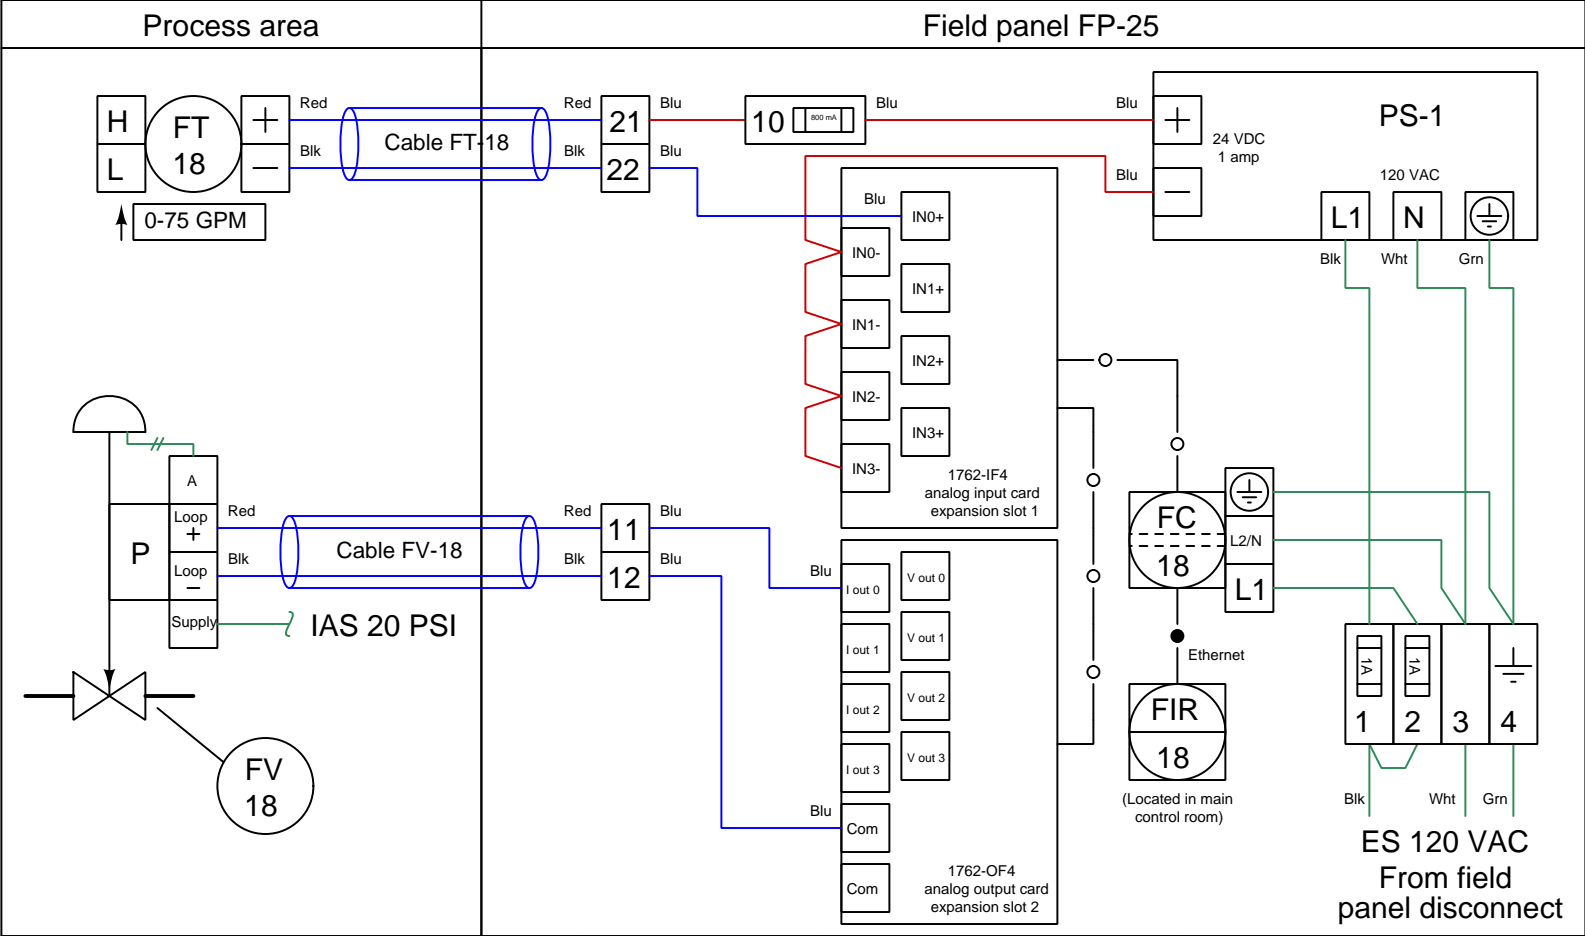 Process area
Field panel FP-25
H
L
FT
18
+
−
Red
Blk
Cable FT-18
Red
Blk
21
22
Blu
Blu
10
800 mA
Blu
Blu
Blu
+
−
24 VDC
1 amp
PS-1
120 VAC
L1
N
Blk
Wht
Grn
0-75 GPM
Blu
IN0+
IN0-
IN1+
IN1-
IN2+
IN2-
IN3+
IN3-
1762-IF4
analog input card
expansion slot 1
A
P
Loop
+
Loop
−
Supply
Red
Blk
Cable FV-18
Red
Blk
11
12
Blu
Blu
IAS 20 PSI
FV
18
Blu
I out 0
V out 0
I out 1
V out 1
I out 2
V out 2
I out 3
V out 3
Blu
Com
Com
1762-OF4
analog output card
expansion slot 2
FC
18
L2/N
L1
Ethernet
FIR
18
(Located in main
control room)
1A
1A
1
2
3
4
Blk
Wht
Grn
ES 120 VAC
From field
panel disconnect